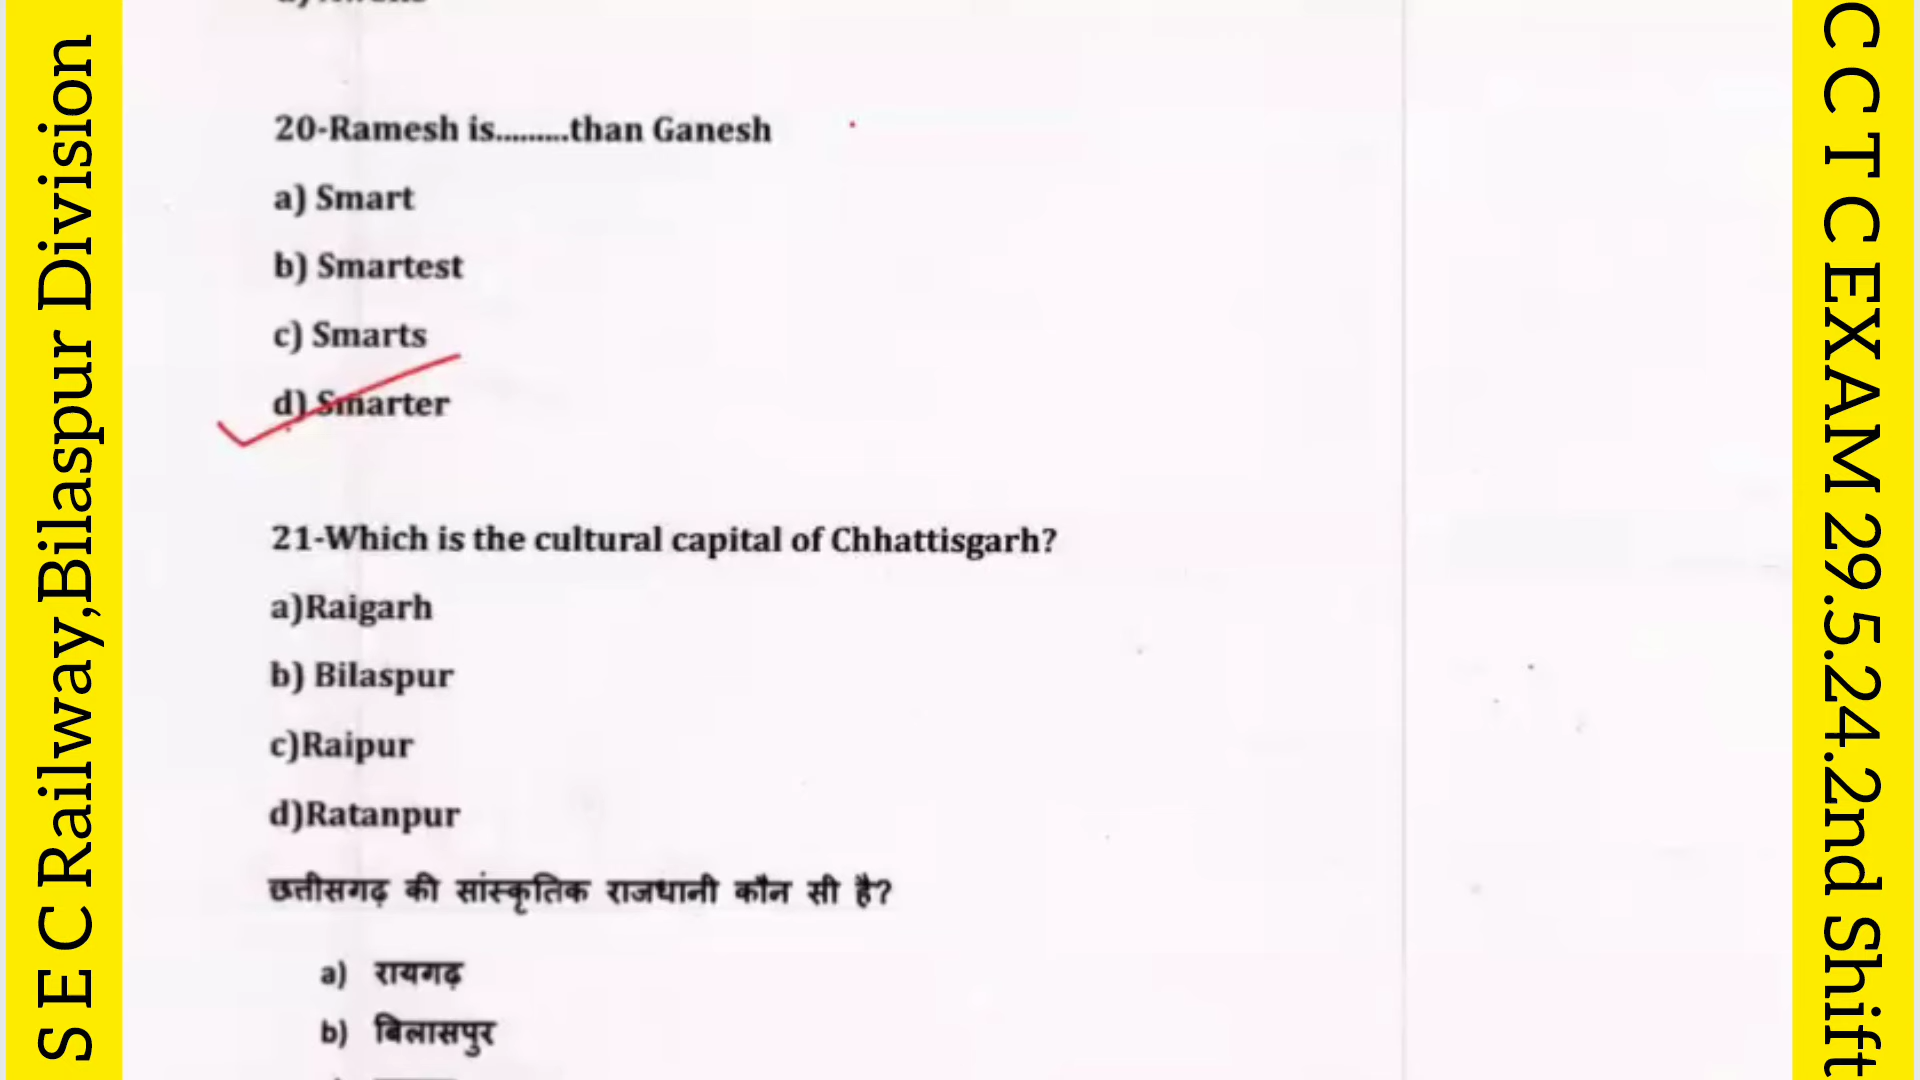 S E C Railway,Bilaspur Division
20-Ramesh is.........than Ganesh
a) Smart
b) Smartest
c) Smarts
d) Smarter
21-Which is the cultural capital of Chhattisgarh?
a)Raigarh
b) Bilaspur
c)Raipur
d)Ratanpur
छत्तीसगढ़ की सांस्कृतिक राजधानी कौन सी है?
a) रायगढ़
b) बिलासपुर
C C T C EXAM 29.5.24.2nd Shift